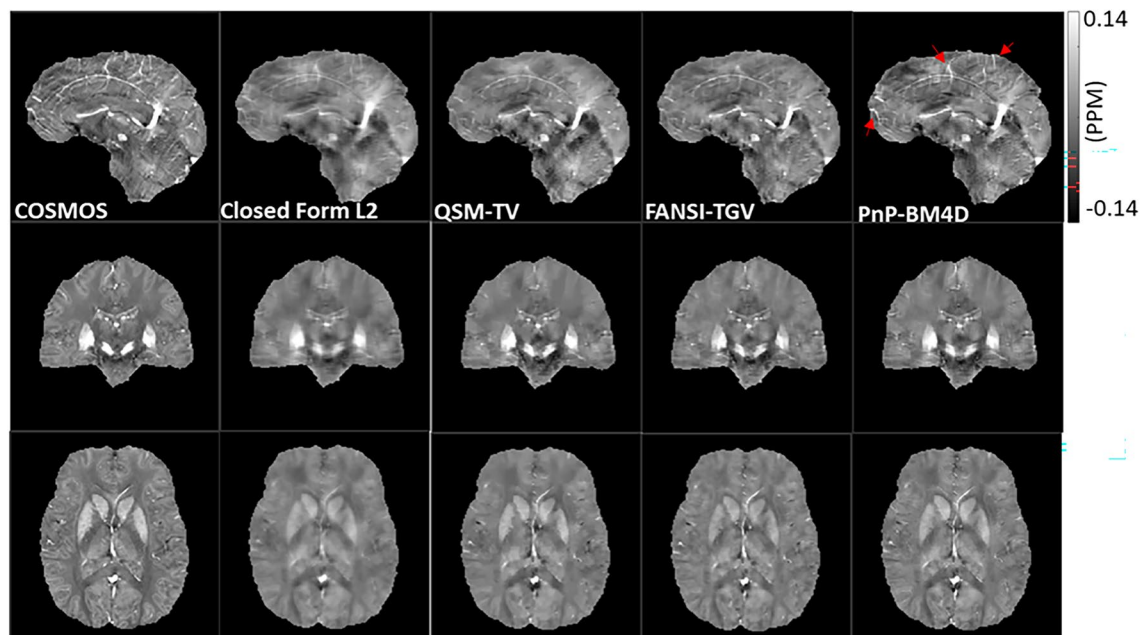 0.14
(PPM)
-0.14
COSMOS
Closed Form L2
QSM-TV
FANSI-TGV
PnP-BM4D